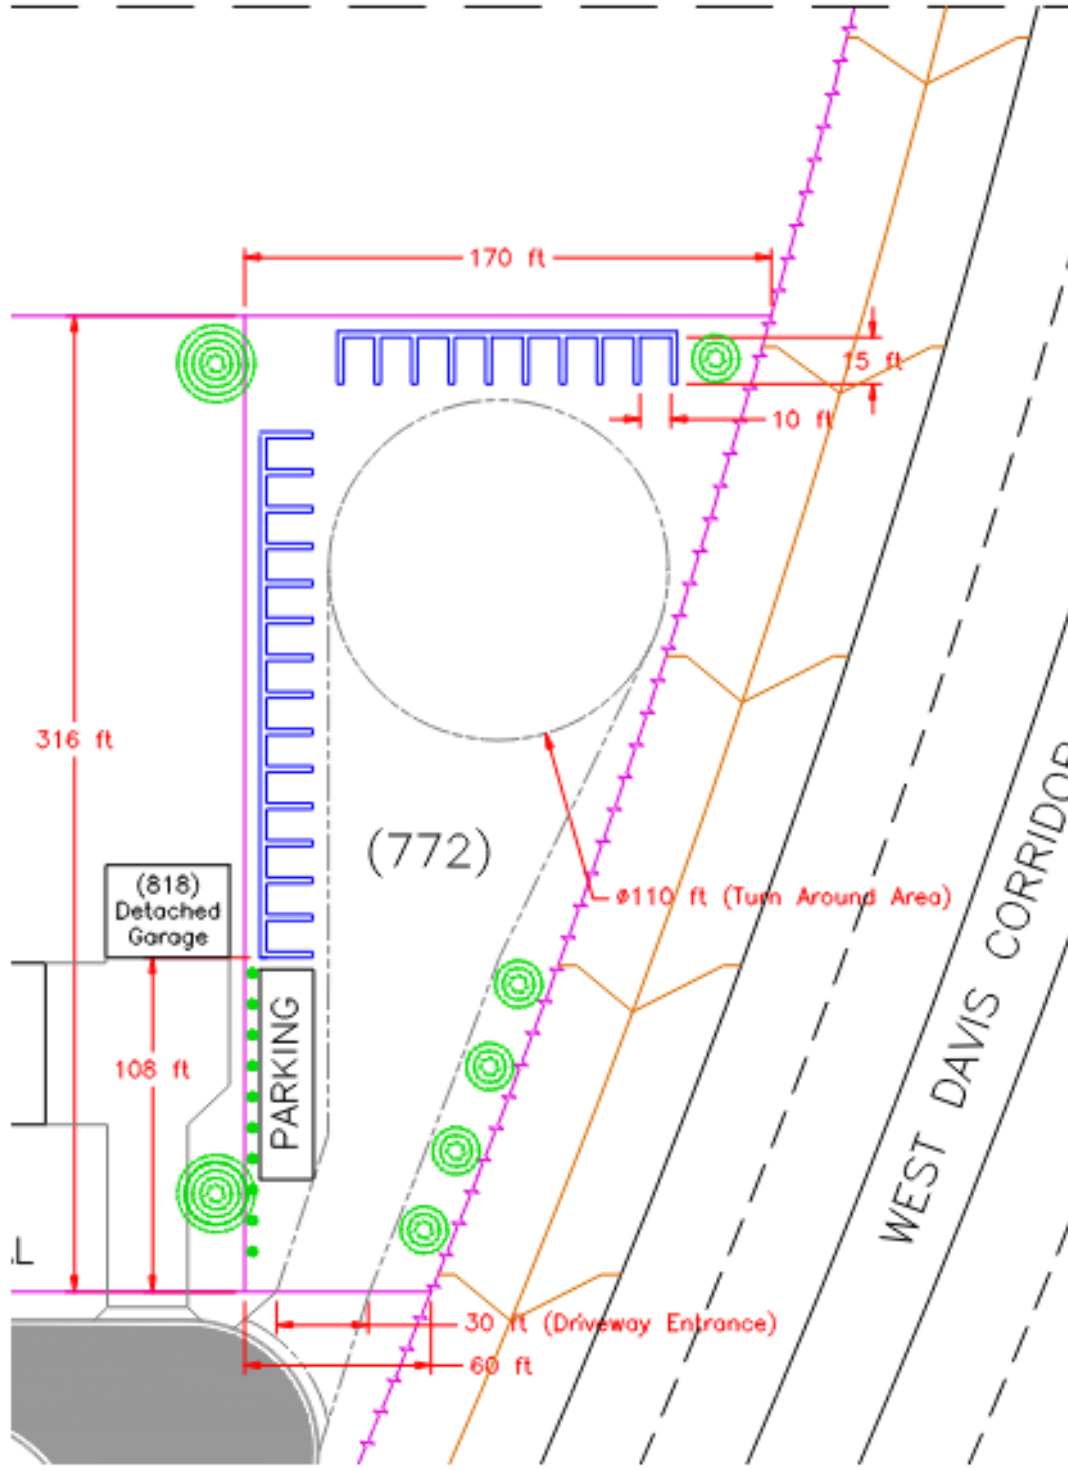 170 ft
15 ft
10 ft
316 ft
(772)
(818)
Detached
Garage
ø110 ft (Turn Around Area)
WEST DAVIS CORRIDOR
PARKING
108 ft
30 ft (Driveway Entrance)
60 ft